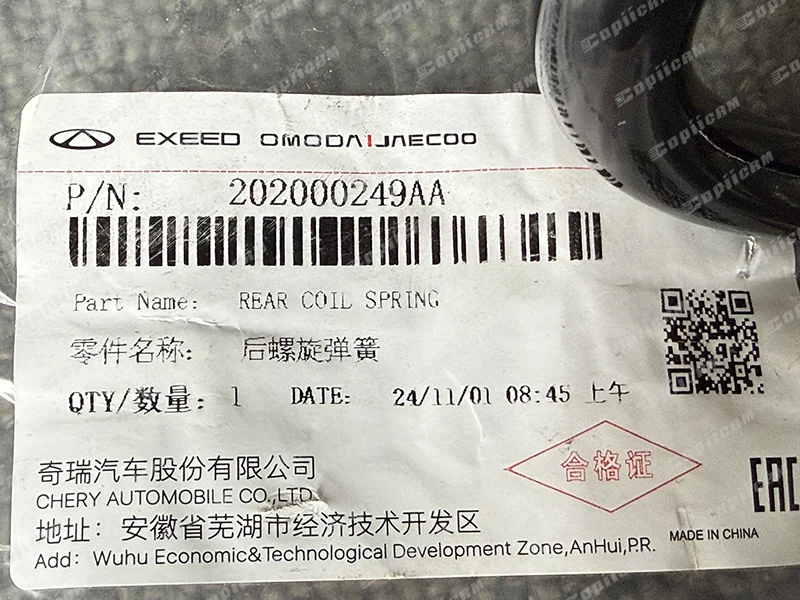 EXEED OMODA | JAECOO
P/N: 202000249AA
Part Name: REAR COIL SPRING
零件名称: 后螺旋弹簧
QTY/数量: 1 DATE: 24/11/01 08:45 上午
合格证
奇瑞汽车股份有限公司
CHERY AUTOMOBILE CO.,LTD.
EAC
地址：安徽省芜湖市经济技术开发区
MADE IN CHINA
Add: Wuhu Economic&Technological Development Zone,AnHui,P.R.
Copiicam